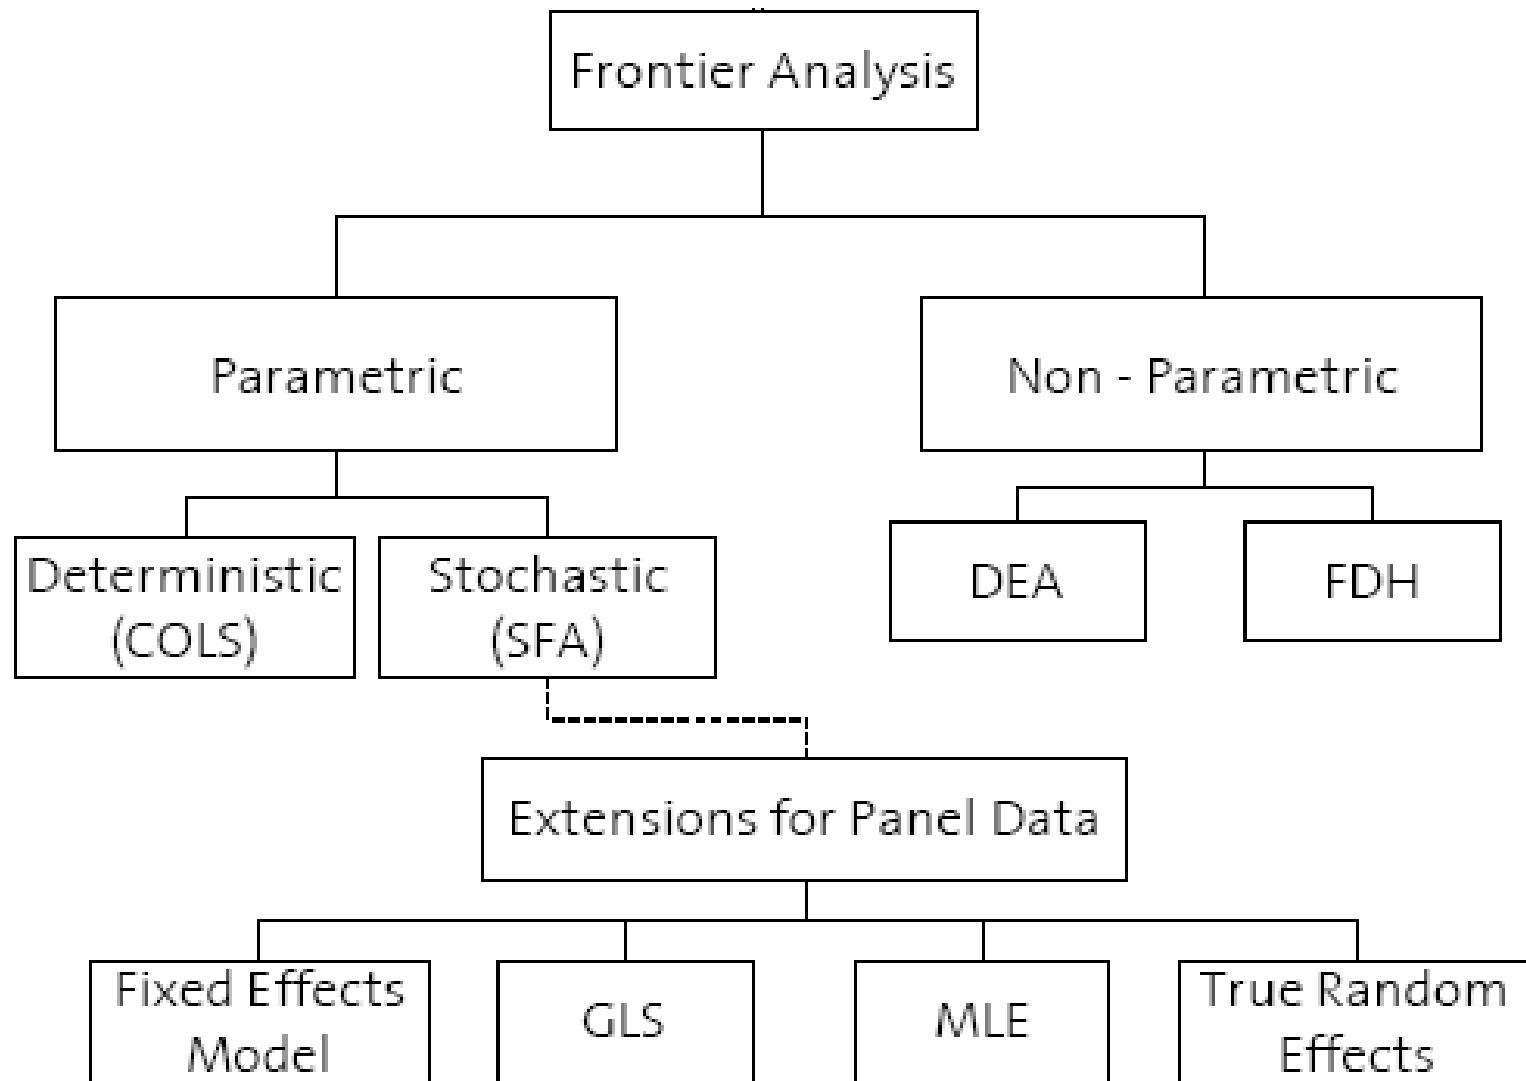 Frontier Analysis
Parametric
Non - Parametric
Deterministic
(COLS)
Stochastic
(SFA)
DEA
FDH
Extensions for Panel Data
Fixed Effects
Model
GLS
MLE
True Random
Effects